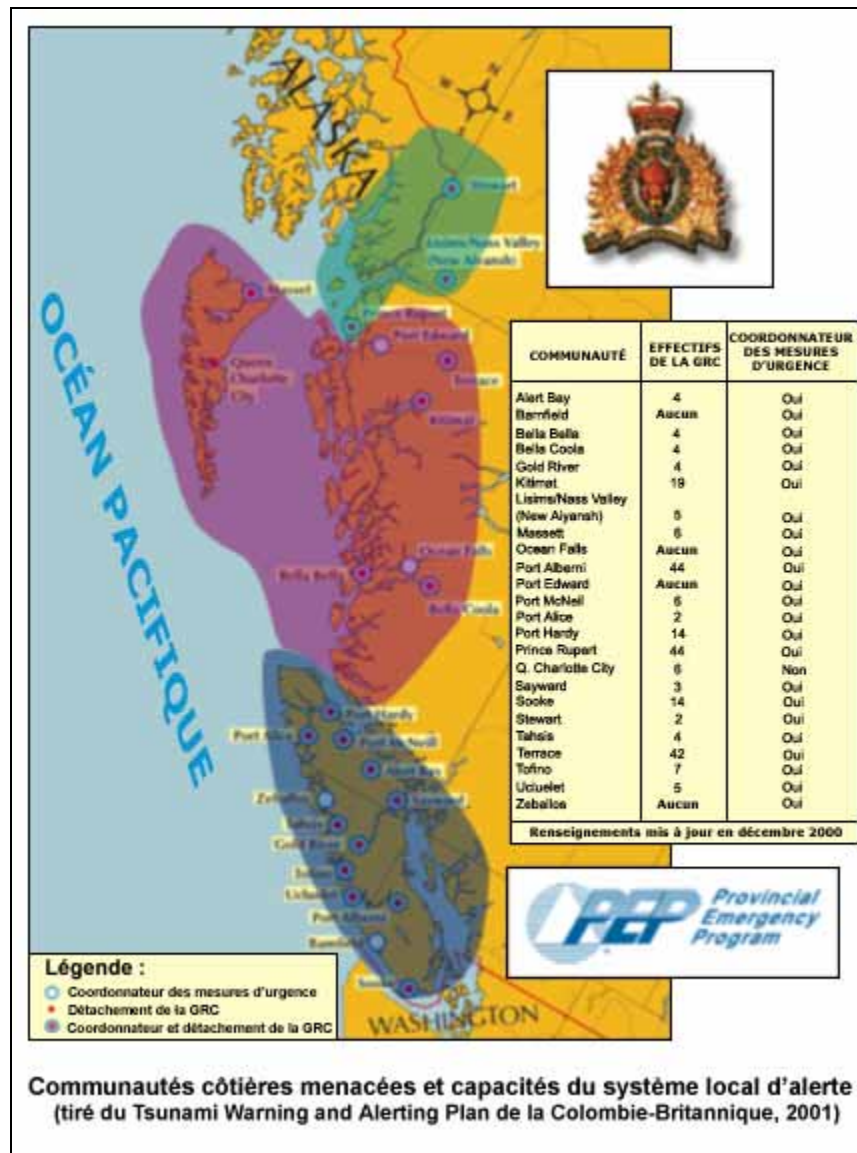 ALASKA
Stewart
Lisims/Nass Valley
(New Aiyansh)
Masset
Prince Rupert
Port Edward
Queen
Charlotte
City
Terrace
Kitimat
OCÉAN PACIFIQUE
Ocean Falls
Bella Bella
Bella Coola
Port Hardy
Port Alice
Port McNeill
Alert Bay
Zeballos
Sayward
Tahsis
Gold River
Tofino
Ucluelet
Port Alberni
Bamfield
Sooke
WASHINGTON
COMMUNAUTÉ EFFECTIFS DE LA GRC COORDONNATEUR DES MESURES D'URGENCE
Alert Bay 4 Oui
Bamfield Aucun Oui
Bella Bella 4 Oui
Bella Coola 4 Oui
Gold River 4 Oui
Kitimat 19 Oui
Lisims/Nass Valley
(New Aiyansh) 5 Oui
Massett 6 Oui
Ocean Falls Aucun Oui
Port Alberni 44 Oui
Port Edward Aucun Oui
Port McNeil 6 Oui
Port Alice 2 Oui
Port Hardy 14 Oui
Prince Rupert 44 Oui
Q. Charlotte City 6 Non
Sayward 3 Oui
Sooke 14 Oui
Stewart 2 Oui
Tahsis 4 Oui
Terrace 42 Oui
Tofino 7 Oui
Ucluelet 5 Oui
Zeballos Aucun Oui
Renseignements mis à jour en décembre 2000
PEP
Provincial
Emergency
Program
Légende :
Coordonnateur des mesures d'urgence
Détachement de la GRC
Coordonnateur et détachement de la GRC
Communautés côtières menacées et capacités du système local d'alerte
(tiré du Tsunami Warning and Alerting Plan de la Colombie-Britannique, 2001)